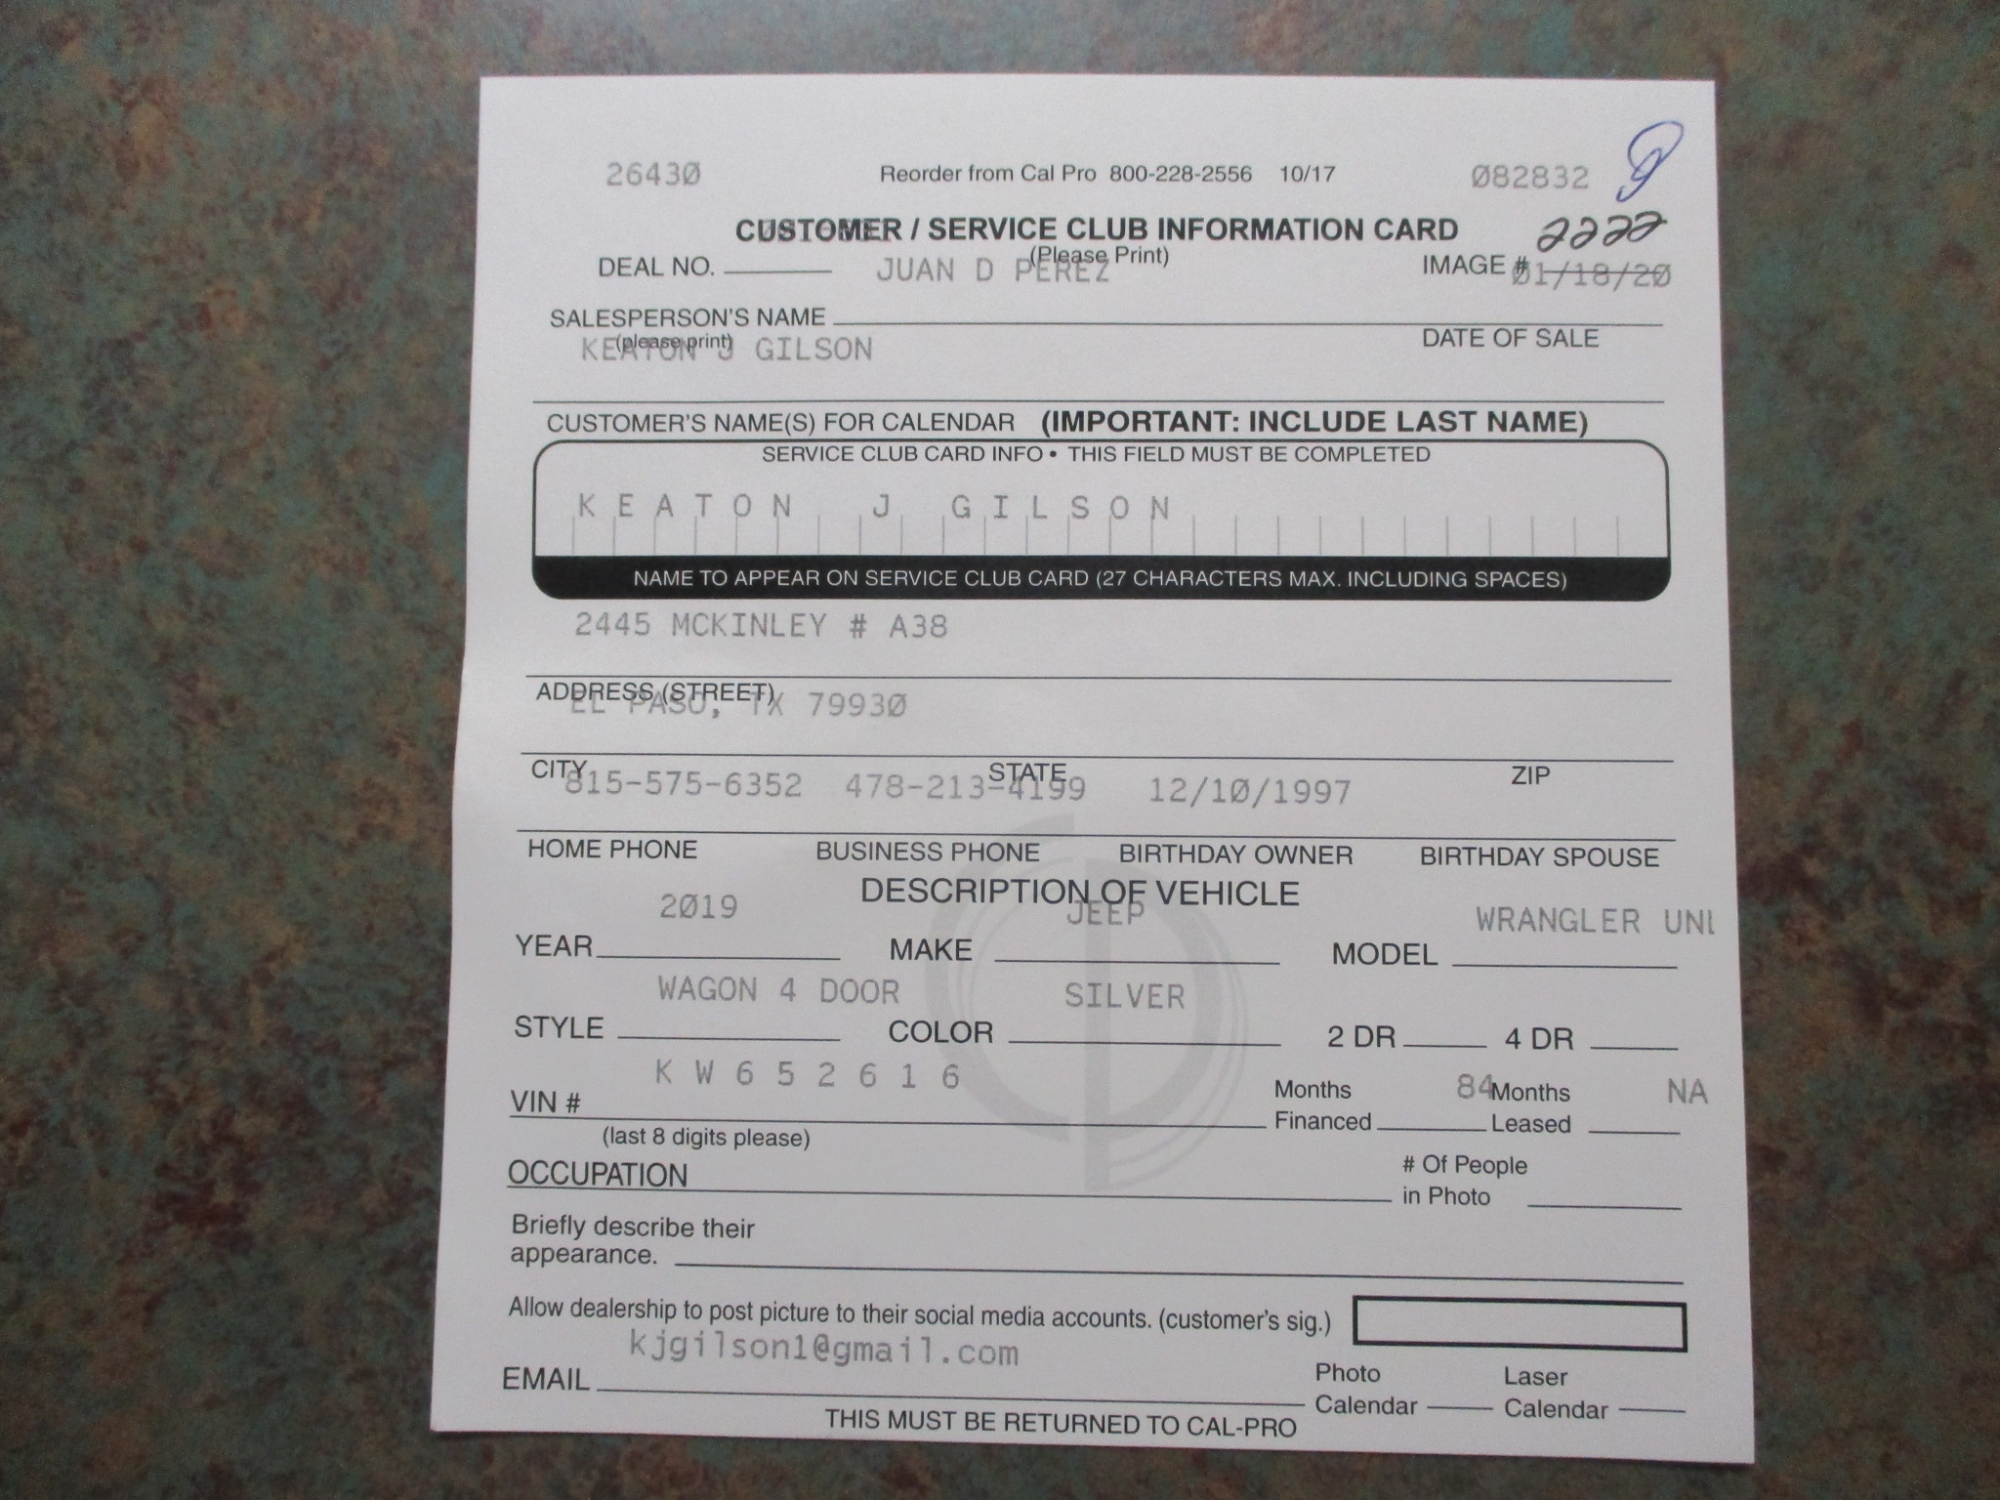 26430 Reorder from Cal Pro 800-228-2556 10/17 082832
CUSTOMER / SERVICE CLUB INFORMATION CARD 2222
(Please Print)
DEAL NO. JUAN D PEREZ IMAGE # 01/18/20
SALESPERSON'S NAME
(please print) DATE OF SALE
KEATON J GILSON
CUSTOMER'S NAME(S) FOR CALENDAR (IMPORTANT: INCLUDE LAST NAME)
SERVICE CLUB CARD INFO • THIS FIELD MUST BE COMPLETED
KEATON J GILSON
NAME TO APPEAR ON SERVICE CLUB CARD (27 CHARACTERS MAX. INCLUDING SPACES)
2445 MCKINLEY # A38
ADDRESS (STREET)
EL PASO, TX 79930
CITY STATE ZIP
815-575-6352 478-213-4199 12/10/1997
HOME PHONE BUSINESS PHONE BIRTHDAY OWNER BIRTHDAY SPOUSE
DESCRIPTION OF VEHICLE
2019 JEEP WRANGLER UNL
YEAR MAKE MODEL
WAGON 4 DOOR SILVER
STYLE COLOR 2 DR 4 DR
KW652616 84 NA
VIN # Months Financed Months Leased
(last 8 digits please)
OCCUPATION # Of People in Photo
Briefly describe their
appearance.
Allow dealership to post picture to their social media accounts. (customer's sig.)
kjgilson1@gmail.com
EMAIL Photo Calendar Laser Calendar
THIS MUST BE RETURNED TO CAL-PRO